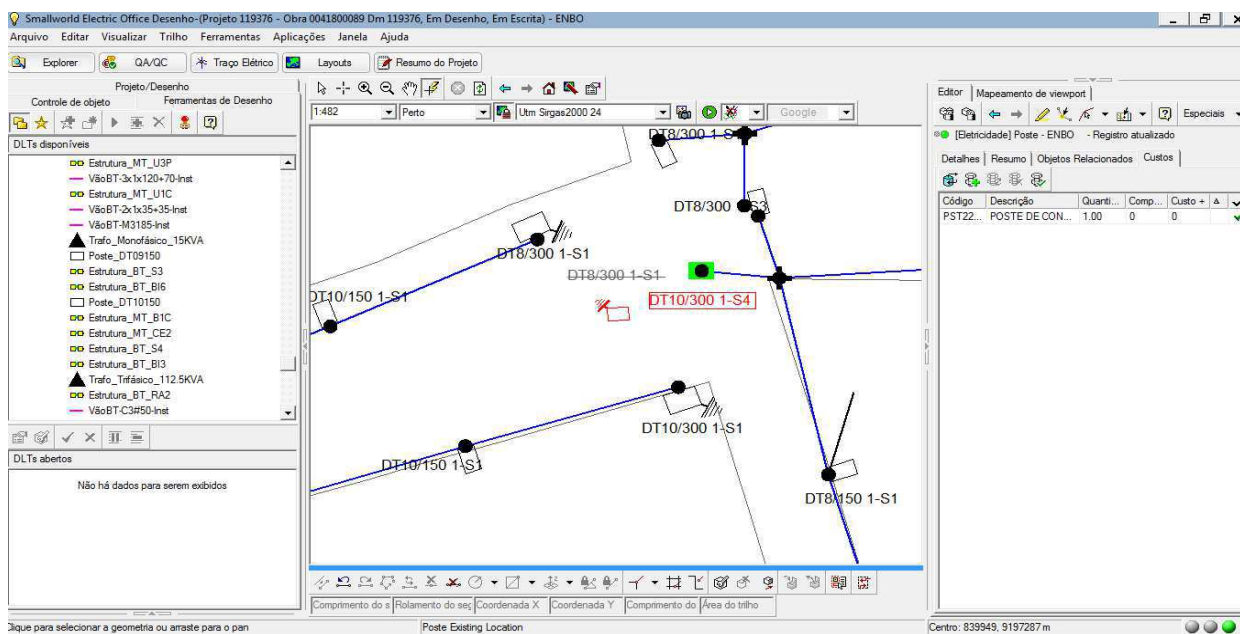 Smallworld Electric Office Desenho-(Projeto 119376 - Obra 0041800089 Dm 119376, Em Desenho, Em Escrita) - ENBO
Arquivo Editar Visualizar Trilho Ferramentas Aplicações Janela Ajuda
Explorer QA/QC Traço Elétrico Layouts Resumo do Projeto
Projeto/Desenho
Controle de objeto Ferramentas de Desenho
DLTs disponíveis
Estrutura_MT_U3P
VãoBT-3x1x120+70-Inst
Estrutura_MT_U1C
VãoBT-2x1x35+35-Inst
VãoBT-M3185-Inst
Trafo_Monofásico_15KVA
Poste_DT09150
Estrutura_BT_S3
Estrutura_BT_BI6
Poste_DT10150
Estrutura_MT_B1C
Estrutura_MT_CE2
Estrutura_BT_S4
Estrutura_BT_BI3
Trafo_Trifásico_112.5KVA
Estrutura_BT_RA2
VãoBT-C3#50-Inst
DLTs abertos
Não há dados para serem exibidos
1:482 Perto Utm Sirgas2000 24 Google
DT8/300 1-S
DT8/300 S3
DT8/300 1-S1
DT8/300 1-S1
DT10/300 1-S4
DT10/150 1-S1
DT10/300 1-S1
DT10/150 1-S1
DT8/150 1-S1
Comprimento do s Rolamento do seg Coordenada X Coordenada Y Comprimento do Área do trilho
Editor Mapeamento de viewport
Especiais
[Eletricidade] Poste - ENBO - Registro atualizado
Detalhes Resumo Objetos Relacionados Custos
Código Descrição Quanti... Comp... Custo +
PST22... POSTE DE CON... 1.00 0 0
Clique para selecionar a geometria ou arraste para o pan
Poste Existing Location
Centro: 839949, 9197287 m